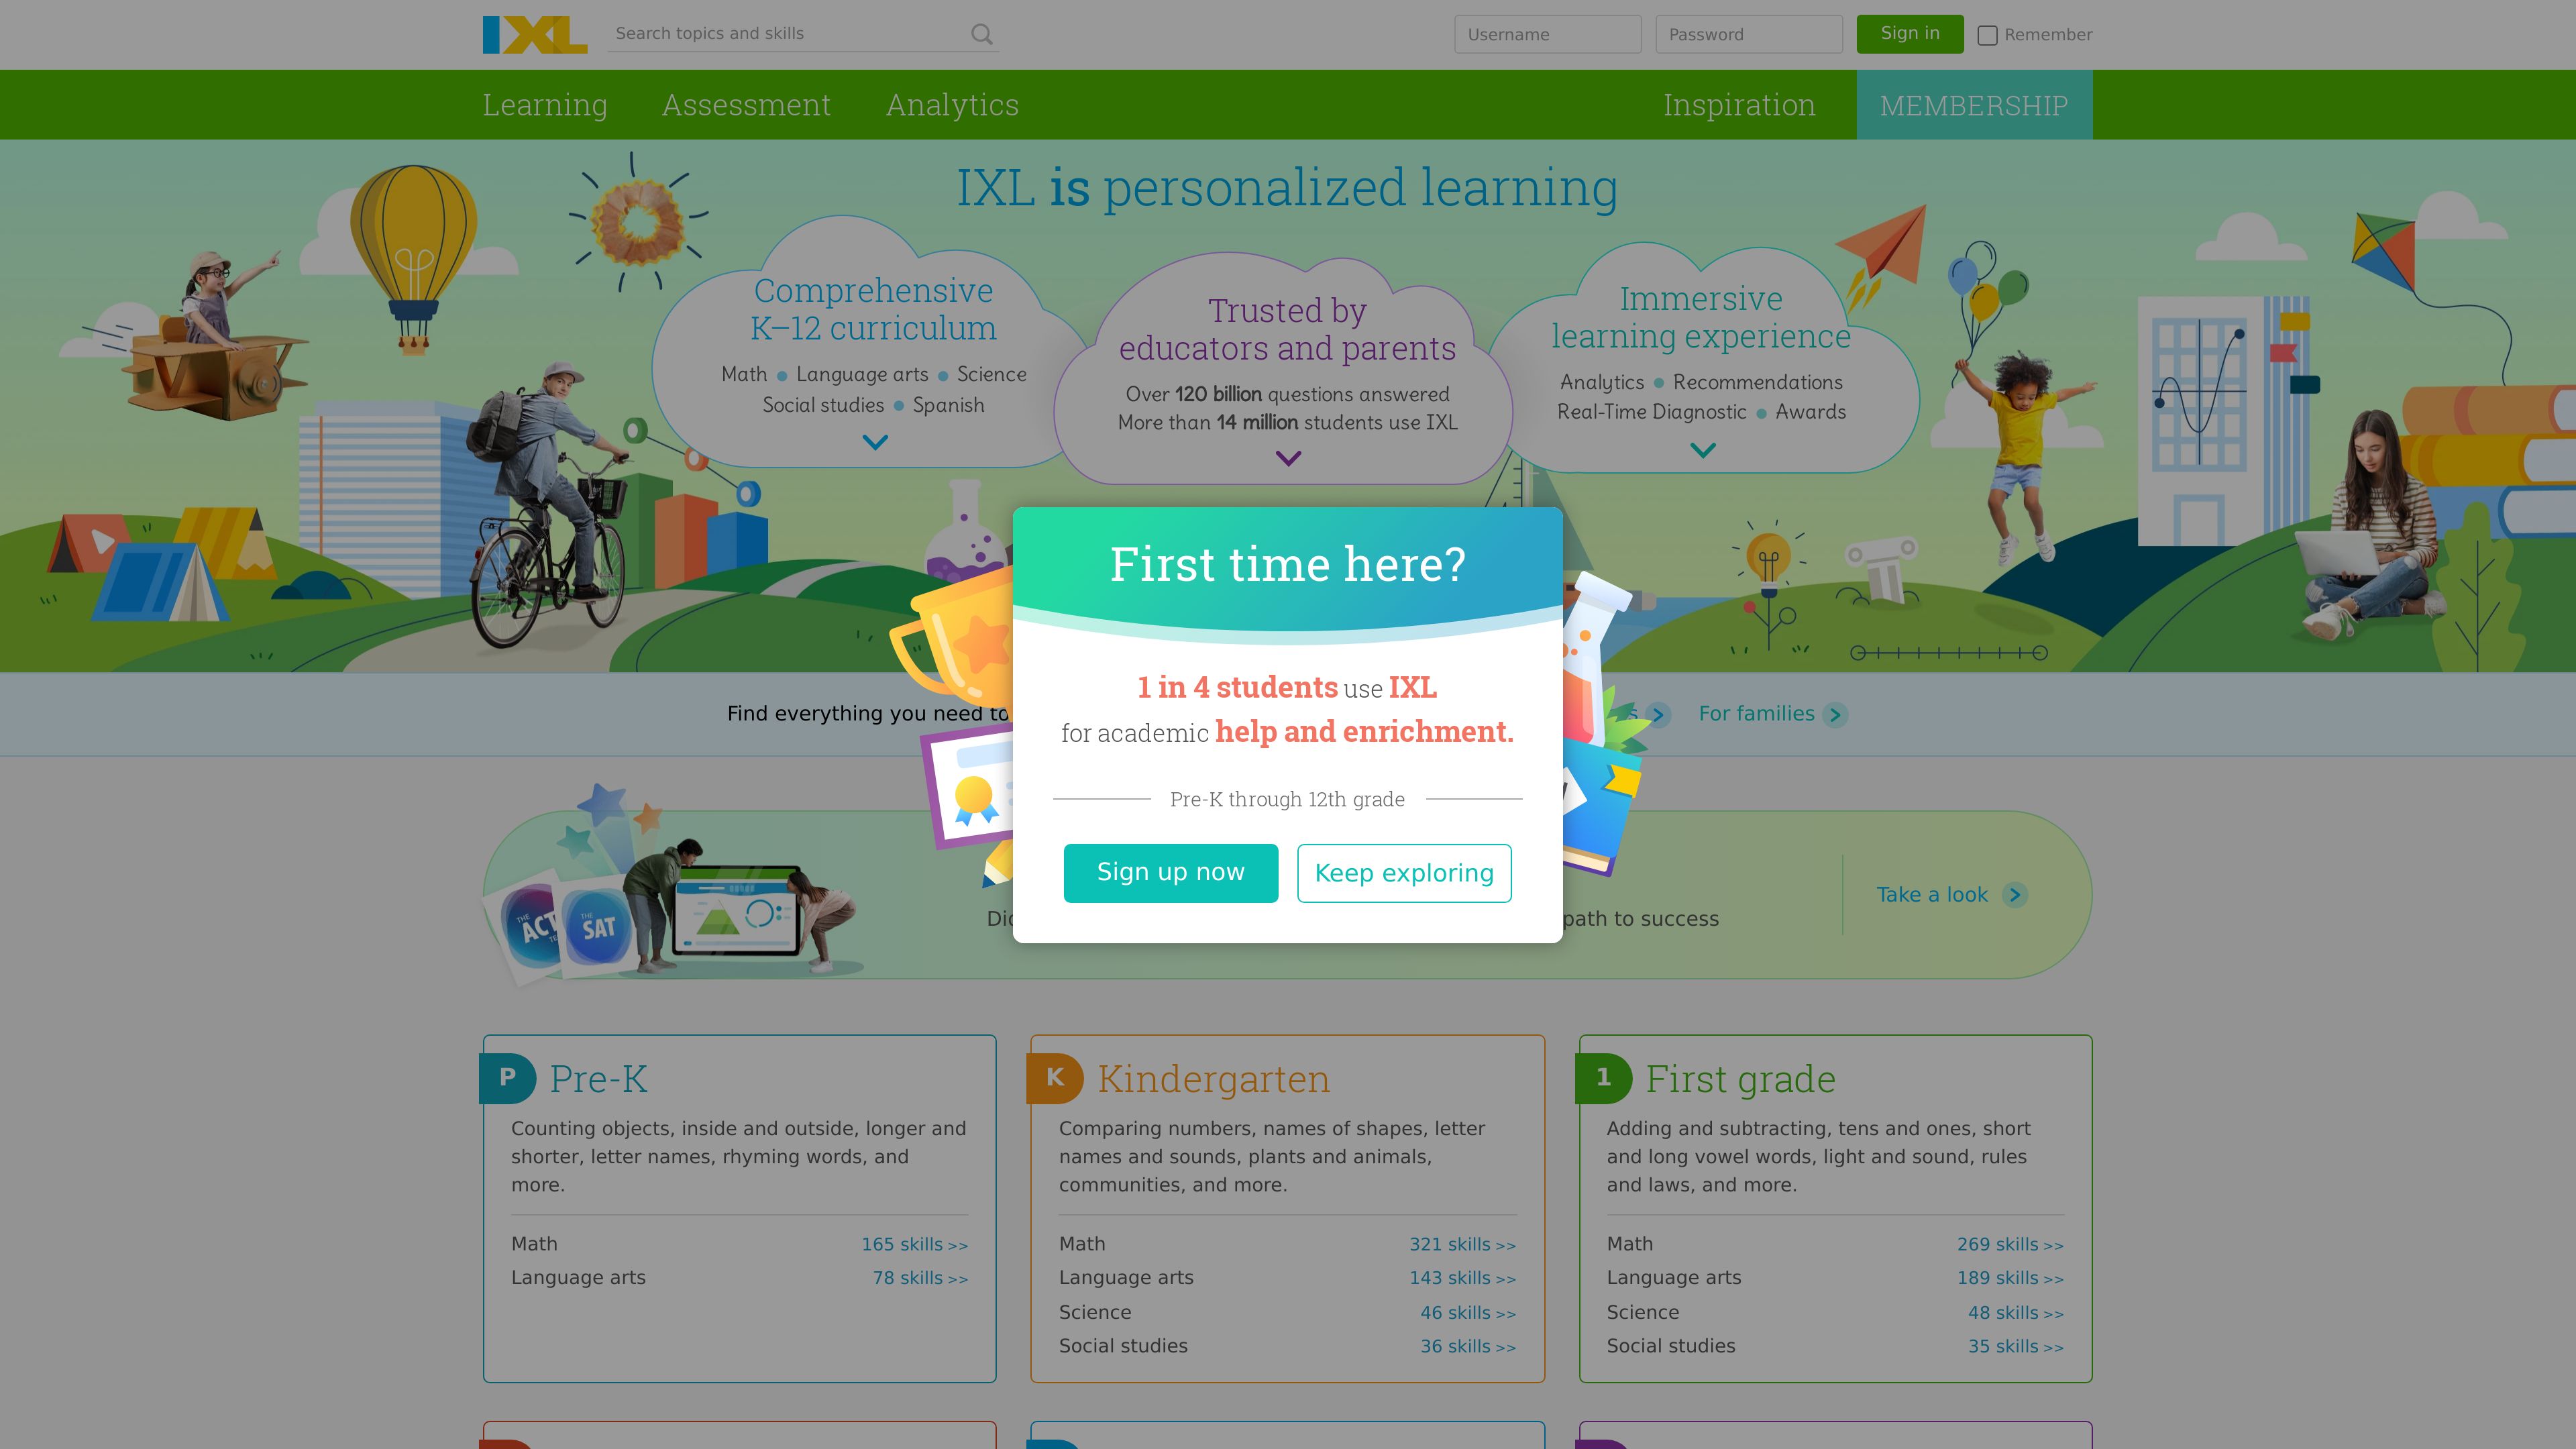 IXL
Search topics and skills
Username
Password
Sign in
Remember
Learning
Assessment
Analytics
Inspiration
MEMBERSHIP
IXL is personalized learning
Comprehensive
K–12 curriculum
Math • Language arts • Science
Social studies • Spanish
Trusted by
educators and parents
Over 120 billion questions answered
More than 14 million students use IXL
Immersive
learning experience
Analytics • Recommendations
Real-Time Diagnostic • Awards
First time here?
1 in 4 students use IXL
for academic help and enrichment.
Pre-K through 12th grade
Sign up now
Keep exploring
Find everything you need to
For families
THE ACT
THE SAT
path to success
Take a look
P Pre-K
Counting objects, inside and outside, longer and
shorter, letter names, rhyming words, and
more.
Math 165 skills >>
Language arts 78 skills >>
K Kindergarten
Comparing numbers, names of shapes, letter
names and sounds, plants and animals,
communities, and more.
Math 321 skills >>
Language arts 143 skills >>
Science 46 skills >>
Social studies 36 skills >>
1 First grade
Adding and subtracting, tens and ones, short
and long vowel words, light and sound, rules
and laws, and more.
Math 269 skills >>
Language arts 189 skills >>
Science 48 skills >>
Social studies 35 skills >>